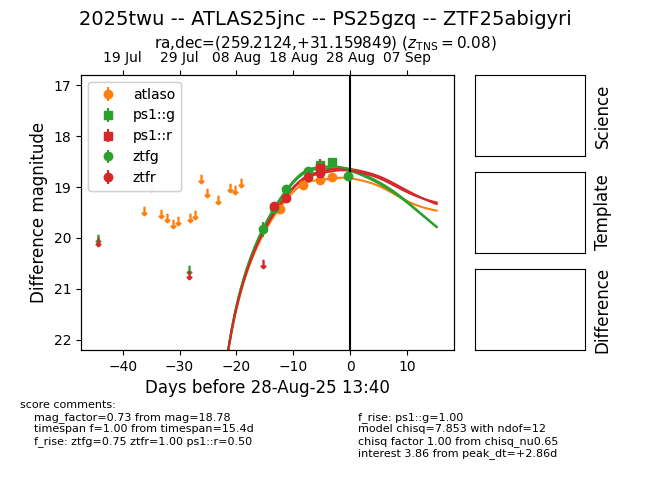 2025twu -- ATLAS25jnc -- PS25gzq -- ZTF25abigyri
ra,dec=(259.2124,+31.159849) (z_TNS = 0.08)
19 Jul 29 Jul 08 Aug 18 Aug 28 Aug 07 Sep
atlaso
ps1::g
ps1::r
ztfg
ztfr
17
18
19
20
21
22
Difference magnitude
−40 −30 −20 −10 0 10
Days before 28-Aug-25 13:40
Science
Template
Difference
score comments:
mag_factor=0.73 from mag=18.78
timespan f=1.00 from timespan=15.4d
f_rise: ztfg=0.75 ztfr=1.00 ps1::r=0.50
f_rise: ps1::g=1.00
model chisq=7.853 with ndof=12
chisq factor 1.00 from chisq_nu0.65
interest 3.86 from peak_dt=+2.86d